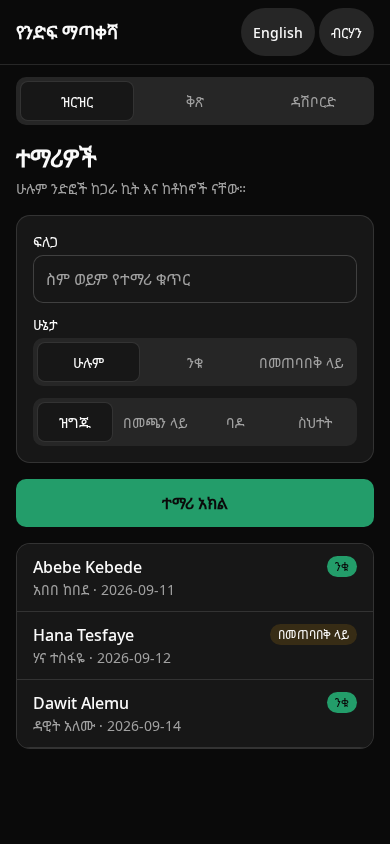 የንድፍ ማጣቀሻ
English
ብርሃን
ዝርዝር
ቅጽ
ዳሽቦርድ
ተማሪዎች
ሁሉም ንድፎች ከጋራ ኪት እና ከቶከኖች ናቸው።
ፍለጋ
ስም ወይም የተማሪ ቁጥር
ሁኔታ
ሁሉም
ንቁ
በመጠባበቅ ላይ
ዝግጁ
በመጫን ላይ
ባዶ
ስህተት
ተማሪ አክል
Abebe Kebede
ንቁ
አበበ ከበደ · 2026-09-11
Hana Tesfaye
በመጠባበቅ ላይ
ሃና ተስፋዬ · 2026-09-12
Dawit Alemu
ንቁ
ዳዊት አለሙ · 2026-09-14